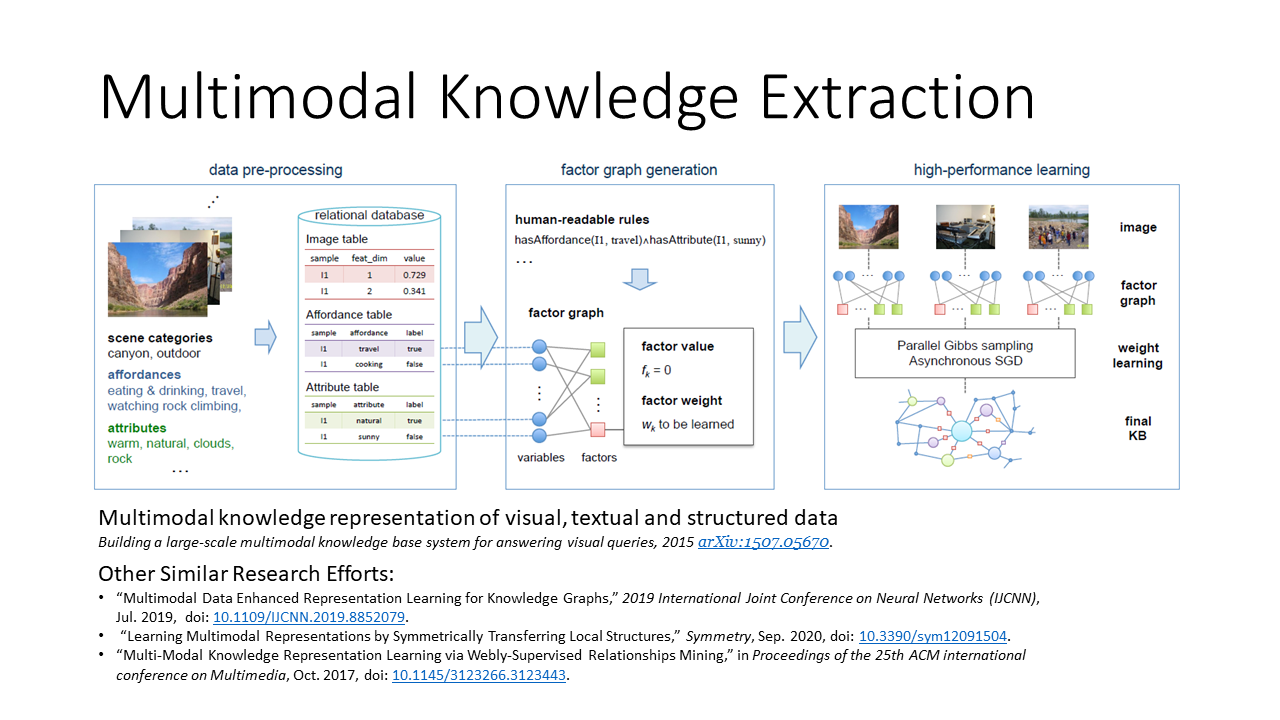 Multimodal Knowledge Extraction
data pre-processing
factor graph generation
high-performance learning
relational database
Image table
sample feat_dim value
I1 1 0.729
I1 2 0.341
Affordance table
sample affordance label
I1 travel true
I1 cooking false
Attribute table
sample attribute label
I1 natural true
I1 sunny false
scene categories
canyon, outdoor
affordances
eating & drinking, travel,
watching rock climbing,
attributes
warm, natural, clouds,
rock
...
human-readable rules
hasAffordance(I1, travel)∧hasAttribute(I1, sunny)
...
factor graph
factor value
fk = 0
factor weight
wk to be learned
variables factors
image
factor
graph
Parallel Gibbs sampling
Asynchronous SGD
weight
learning
final
KB
Multimodal knowledge representation of visual, textual and structured data
Building a large-scale multimodal knowledge base system for answering visual queries, 2015 arXiv:1507.05670.
Other Similar Research Efforts:
• “Multimodal Data Enhanced Representation Learning for Knowledge Graphs,” 2019 International Joint Conference on Neural Networks (IJCNN),
Jul. 2019, doi: 10.1109/IJCNN.2019.8852079.
• “Learning Multimodal Representations by Symmetrically Transferring Local Structures,” Symmetry, Sep. 2020, doi: 10.3390/sym12091504.
• “Multi-Modal Knowledge Representation Learning via Webly-Supervised Relationships Mining,” in Proceedings of the 25th ACM international
conference on Multimedia, Oct. 2017, doi: 10.1145/3123266.3123443.